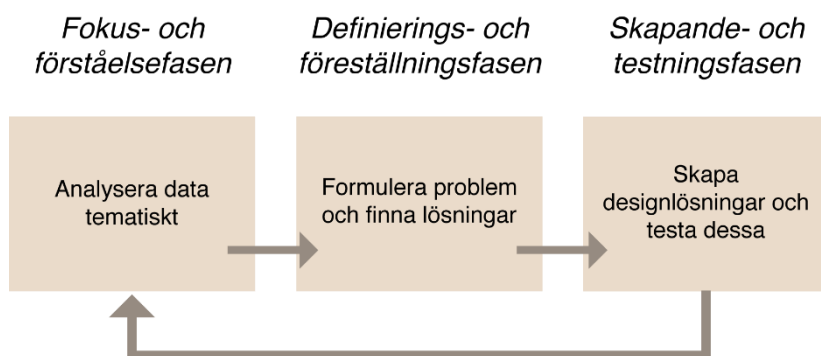 Fokus- och
förståelsefasen
Definierings- och
föreställningsfasen
Skapande- och
testningsfasen
Analysera data
tematiskt
Formulera problem
och finna lösningar
Skapa
designlösningar och
testa dessa